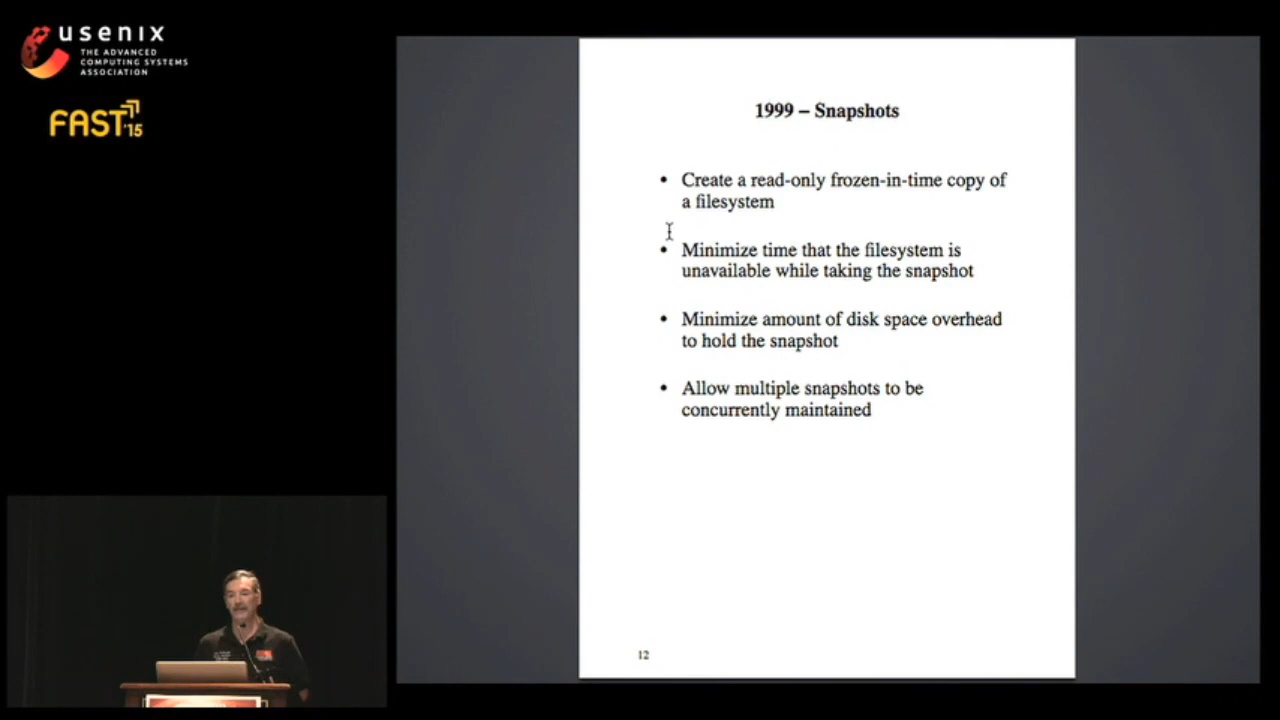 usenix
THE ADVANCED
COMPUTING SYSTEMS
ASSOCIATION
FAST '15
1999 – Snapshots
• Create a read-only frozen-in-time copy of
a filesystem
• Minimize time that the filesystem is
unavailable while taking the snapshot
• Minimize amount of disk space overhead
to hold the snapshot
• Allow multiple snapshots to be
concurrently maintained
12